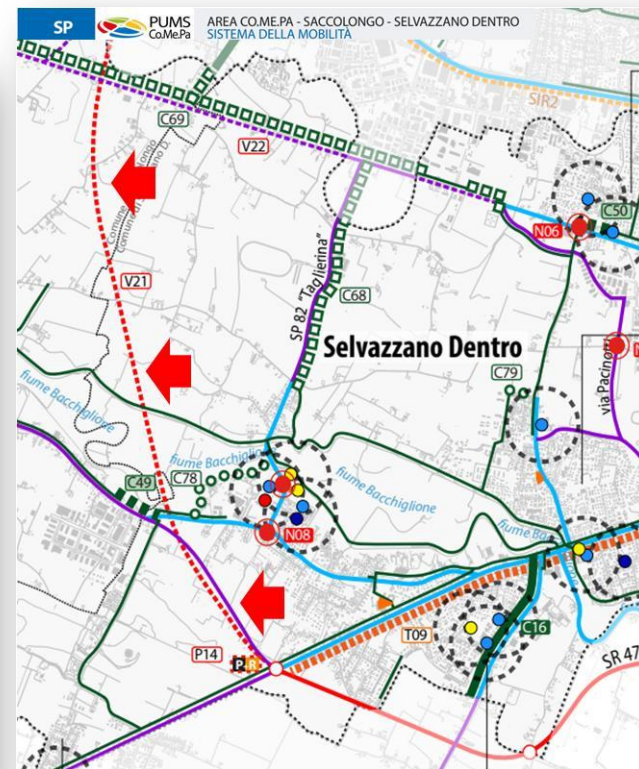 SP
PUMS
Co.Me.Pa
AREA CO.ME.PA - SACCOLONGO - SELVAZZANO DENTRO
SISTEMA DELLA MOBILITÀ
SIR2
C69
V22
C50
N06
V21
SP 82 "Taglierina"
C68
Selvazzano Dentro
C79
via Pacinotti
fiume Bacchiglione
fiume Bacchiglione
C49
C78
fiume Bacchiglione
N08
fiume
T09
C16
P14
P R
SR 47